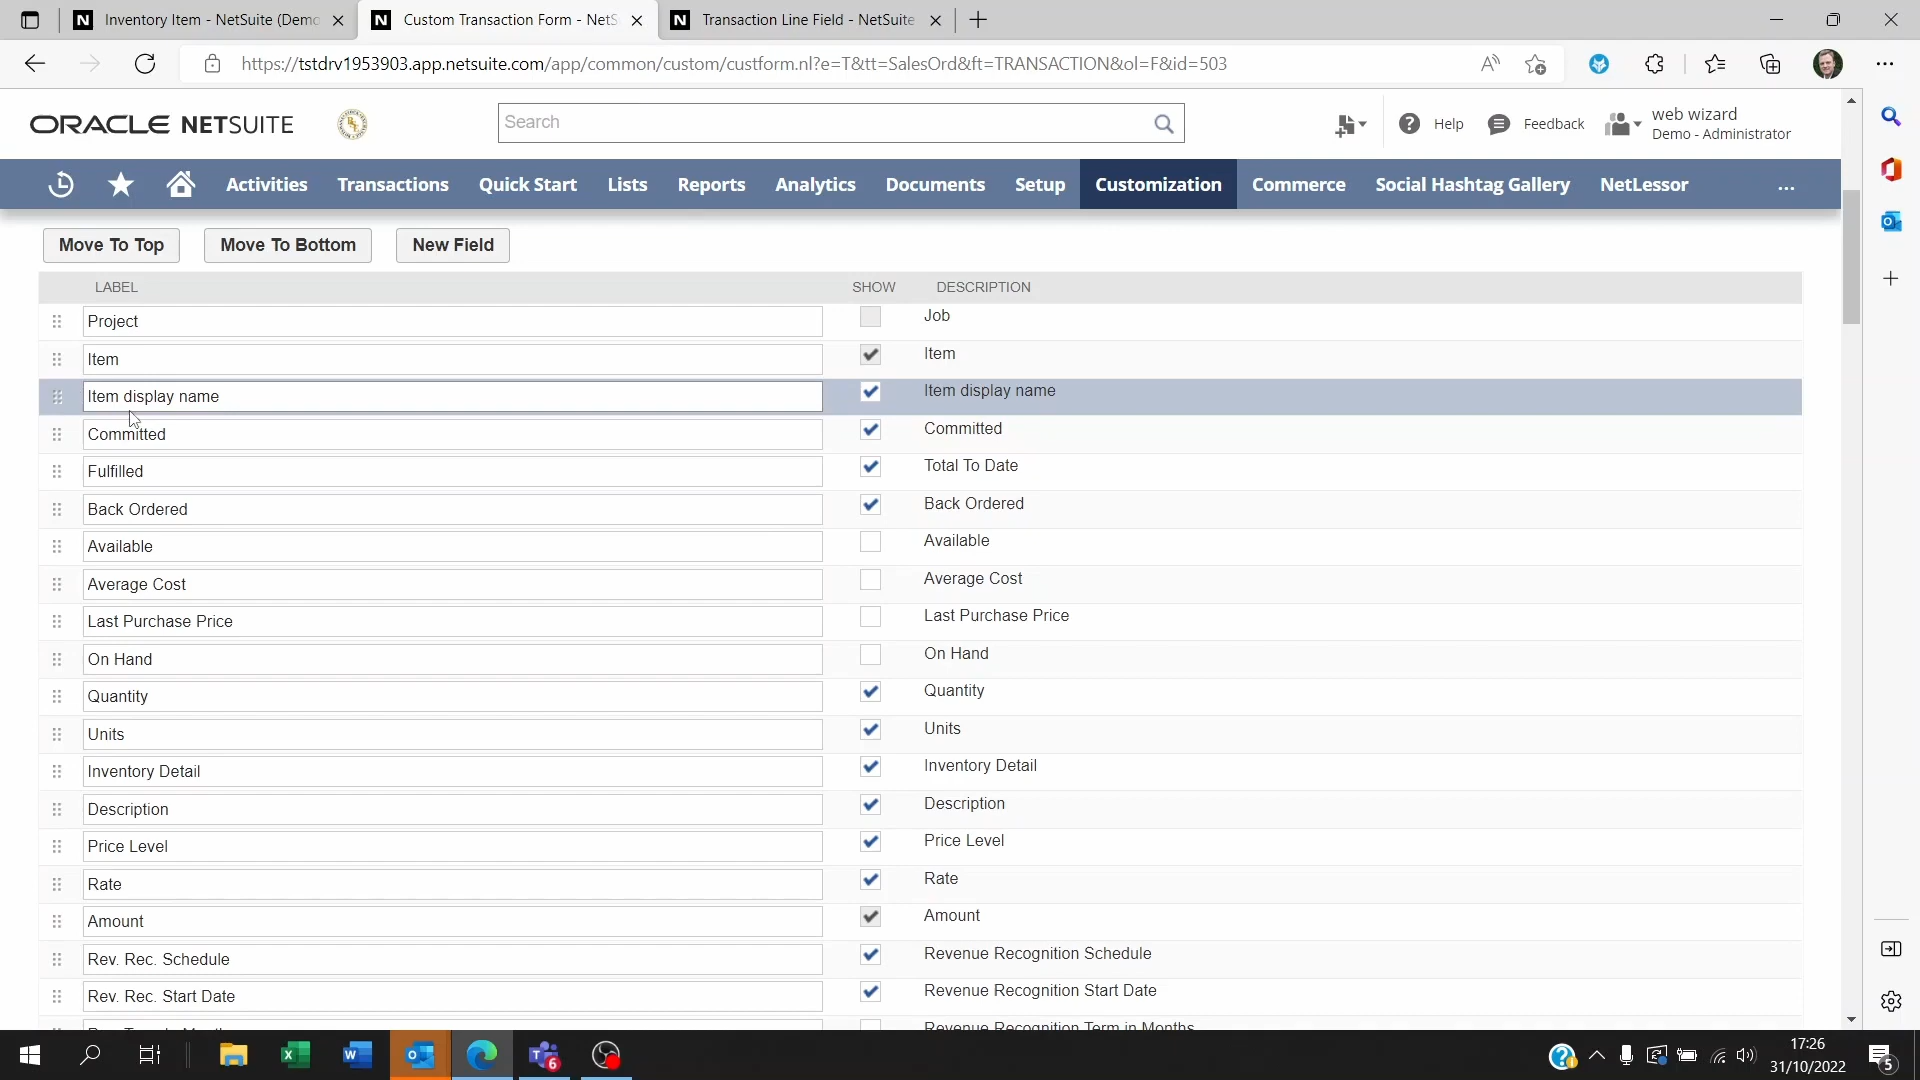 Inventory Item - NetSuite (Demo
Custom Transaction Form - NetS
Transaction Line Field - NetSuite
https://tstdrv1953903.app.netsuite.com/app/common/custom/custform.nl?e=T&tt=SalesOrd&ft=TRANSACTION&ol=F&id=503
ORACLE NETSUITE
Search
Help
Feedback
web wizard
Demo - Administrator
Activities
Transactions
Quick Start
Lists
Reports
Analytics
Documents
Setup
Customization
Commerce
Social Hashtag Gallery
NetLessor
...
Move To Top
Move To Bottom
New Field
LABEL SHOW DESCRIPTION
Project Job
Item Item
Item display name Item display name
Committed Committed
Fulfilled Total To Date
Back Ordered Back Ordered
Available Available
Average Cost Average Cost
Last Purchase Price Last Purchase Price
On Hand On Hand
Quantity Quantity
Units Units
Inventory Detail Inventory Detail
Description Description
Price Level Price Level
Rate Rate
Amount Amount
Rev. Rec. Schedule Revenue Recognition Schedule
Rev. Rec. Start Date Revenue Recognition Start Date
Revenue Recognition Term in Months
17:26
31/10/2022
6
5